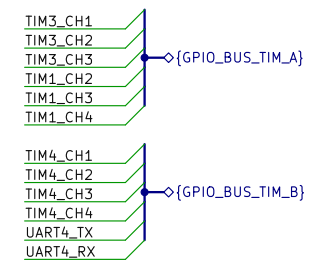 TIM3_CH1
TIM3_CH2
TIM3_CH3
TIM1_CH2
TIM1_CH3
TIM1_CH4
{GPIO_BUS_TIM_A}
TIM4_CH1
TIM4_CH2
TIM4_CH3
TIM4_CH4
UART4_TX
UART4_RX
{GPIO_BUS_TIM_B}